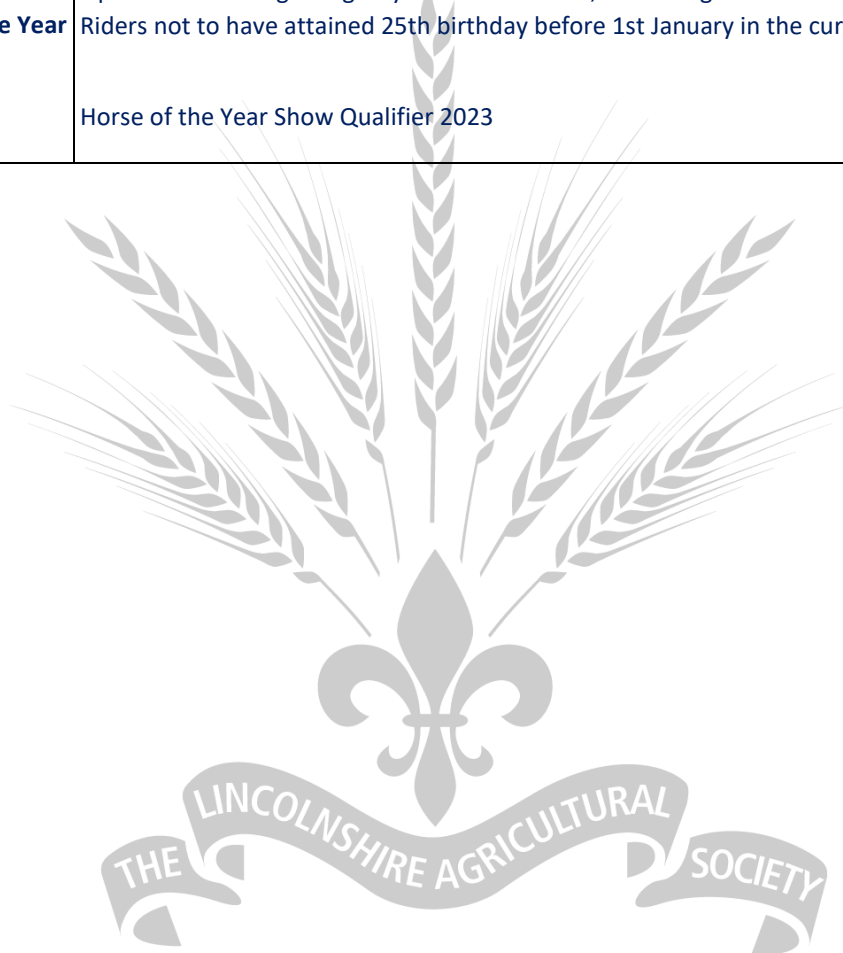 e Year Riders not to have attained 25th birthday before 1st January in the cur
Horse of the Year Show Qualifier 2023
THE LINCOLNSHIRE AGRICULTURAL SOCIETY